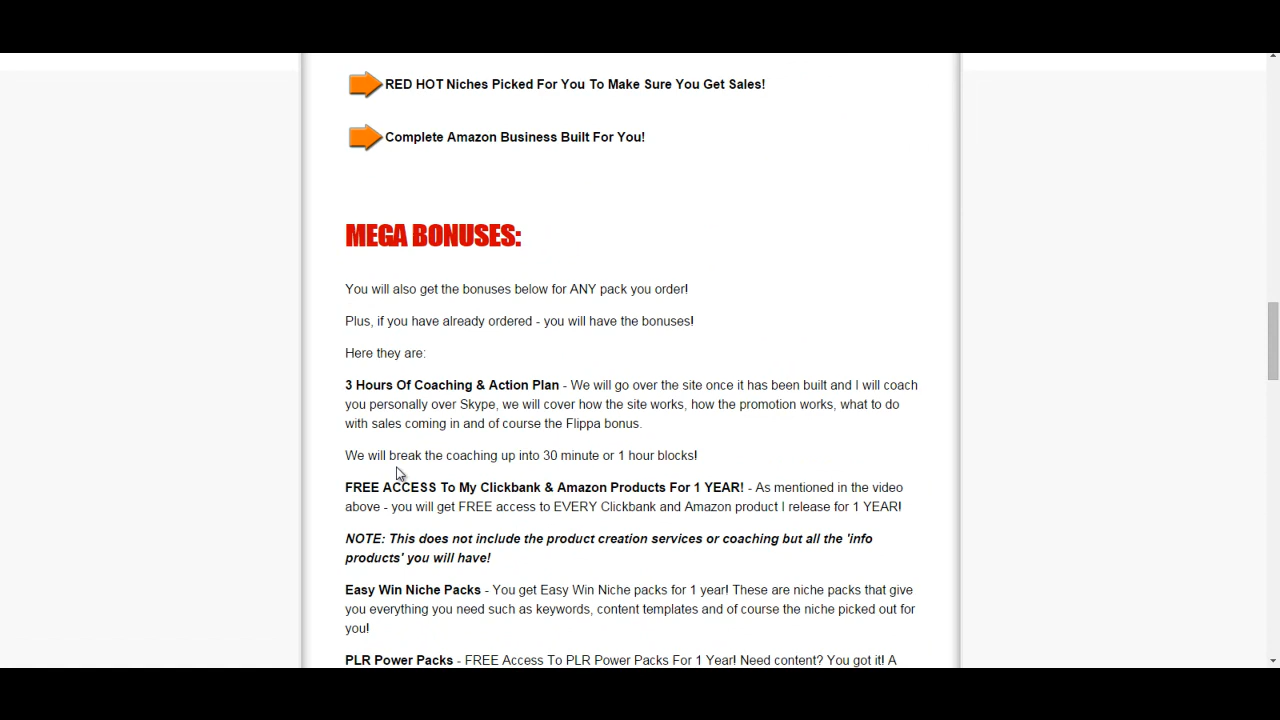 RED HOT Niches Picked For You To Make Sure You Get Sales!
Complete Amazon Business Built For You!
MEGA BONUSES:
You will also get the bonuses below for ANY pack you order!
Plus, if you have already ordered - you will have the bonuses!
Here they are:
3 Hours Of Coaching & Action Plan - We will go over the site once it has been built and I will coach
you personally over Skype, we will cover how the site works, how the promotion works, what to do
with sales coming in and of course the Flippa bonus.
We will break the coaching up into 30 minute or 1 hour blocks!
FREE ACCESS To My Clickbank & Amazon Products For 1 YEAR! - As mentioned in the video
above - you will get FREE access to EVERY Clickbank and Amazon product I release for 1 YEAR!
NOTE: This does not include the product creation services or coaching but all the 'info
products' you will have!
Easy Win Niche Packs - You get Easy Win Niche packs for 1 year! These are niche packs that give
you everything you need such as keywords, content templates and of course the niche picked out for
you!
PLR Power Packs - FREE Access To PLR Power Packs For 1 Year! Need content? You got it! A